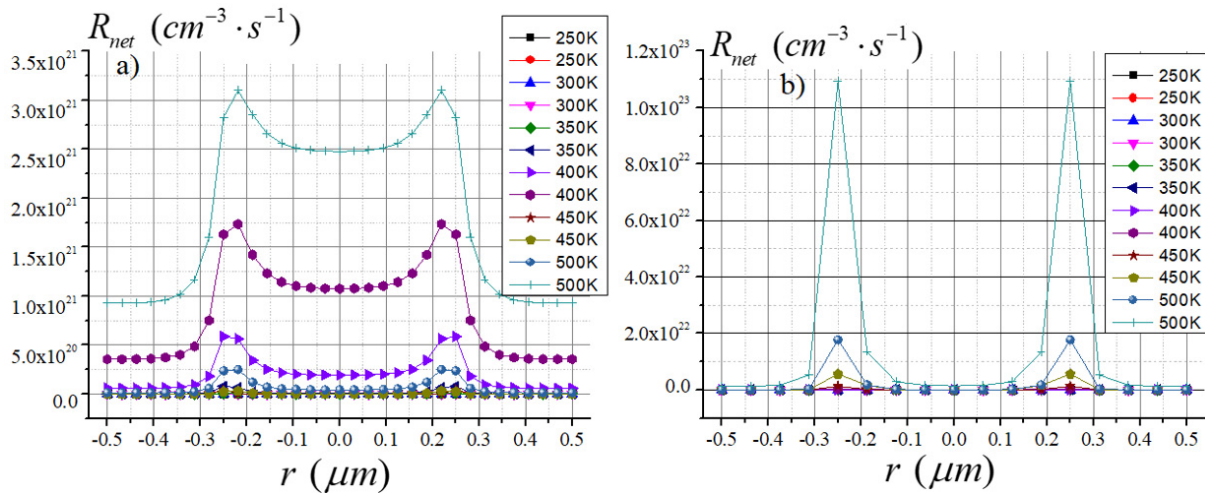 R_net (cm⁻³ · s⁻¹)
a)
3.5x10²¹
3.0x10²¹
2.5x10²¹
2.0x10²¹
1.5x10²¹
1.0x10²¹
5.0x10²⁰
0.0
-0.5 -0.4 -0.3 -0.2 -0.1 0.0 0.1 0.2 0.3 0.4 0.5
r (μm)
250K
250K
300K
300K
350K
350K
400K
400K
450K
450K
500K
500K
R_net (cm⁻³ · s⁻¹)
b)
1.2x10²³
1.0x10²³
8.0x10²²
6.0x10²²
4.0x10²²
2.0x10²²
0.0
-0.5 -0.4 -0.3 -0.2 -0.1 0.0 0.1 0.2 0.3 0.4 0.5
r (μm)
250K
250K
300K
300K
350K
350K
400K
400K
450K
450K
500K
500K